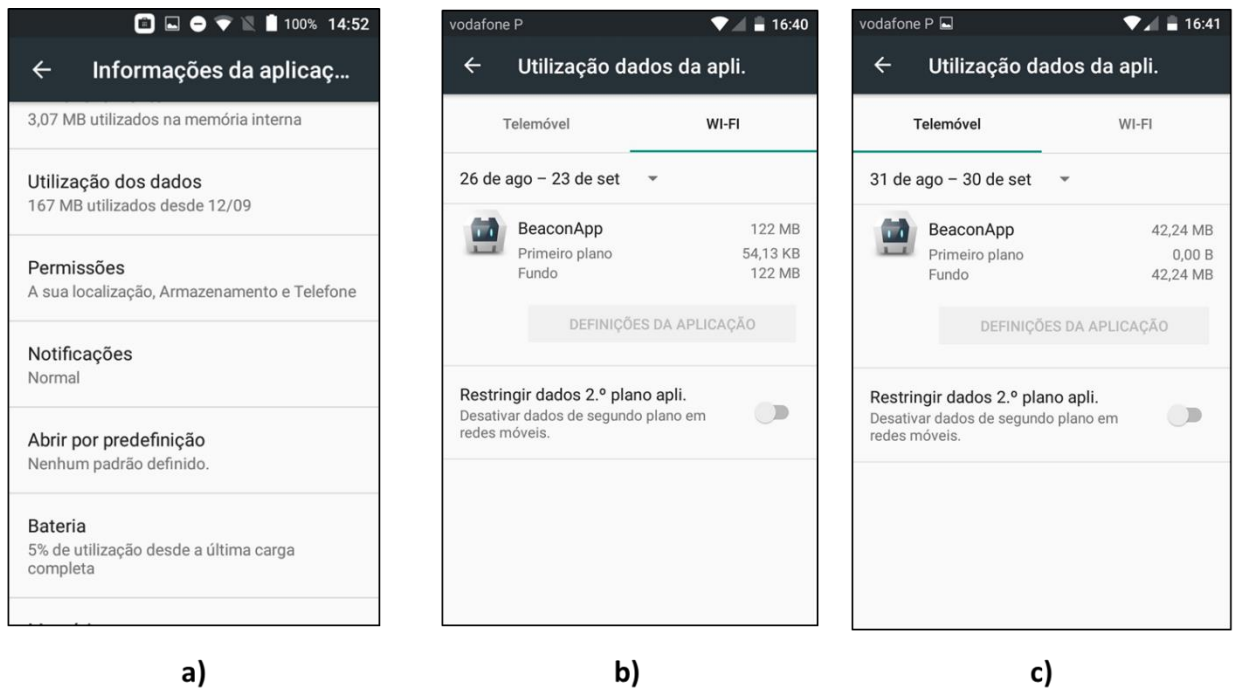 100% 14:52
Informações da aplicaç...
3,07 MB utilizados na memória interna
Utilização dos dados
167 MB utilizados desde 12/09
Permissões
A sua localização, Armazenamento e Telefone
Notificações
Normal
Abrir por predefinição
Nenhum padrão definido.
Bateria
5% de utilização desde a última carga
completa
a)
vodafone P 16:40
Utilização dados da apli.
Telemóvel WI-FI
26 de ago – 23 de set
BeaconApp 122 MB
Primeiro plano 54,13 KB
Fundo 122 MB
DEFINIÇÕES DA APLICAÇÃO
Restringir dados 2.º plano apli.
Desativar dados de segundo plano em
redes móveis.
b)
vodafone P 16:41
Utilização dados da apli.
Telemóvel WI-FI
31 de ago – 30 de set
BeaconApp 42,24 MB
Primeiro plano 0,00 B
Fundo 42,24 MB
DEFINIÇÕES DA APLICAÇÃO
Restringir dados 2.º plano apli.
Desativar dados de segundo plano em
redes móveis.
c)